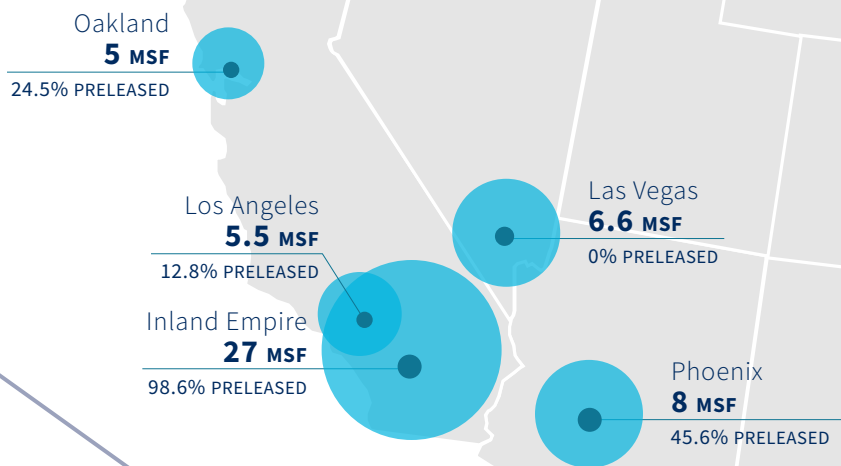 Oakland
5 MSF
24.5% PRELEASED
Los Angeles
5.5 MSF
12.8% PRELEASED
Inland Empire
27 MSF
98.6% PRELEASED
Las Vegas
6.6 MSF
0% PRELEASED
Phoenix
8 MSF
45.6% PRELEASED